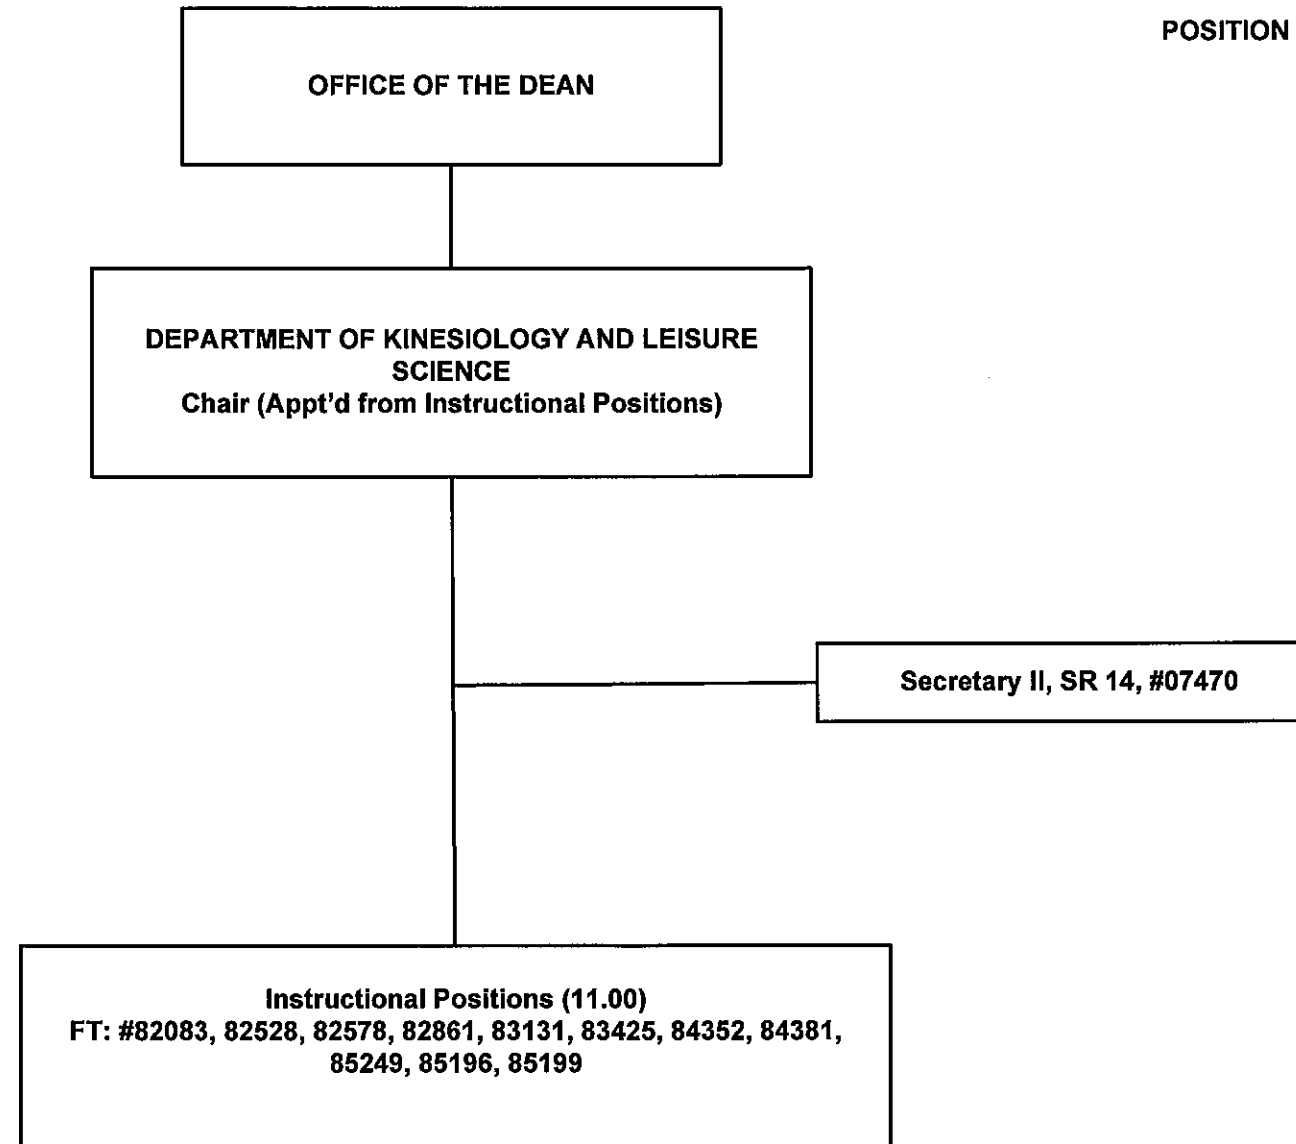 POSITION
OFFICE OF THE DEAN
DEPARTMENT OF KINESIOLOGY AND LEISURE
SCIENCE
Chair (Appt'd from Instructional Positions)
Secretary II, SR 14, #07470
Instructional Positions (11.00)
FT: #82083, 82528, 82578, 82861, 83131, 83425, 84352, 84381,
85249, 85196, 85199